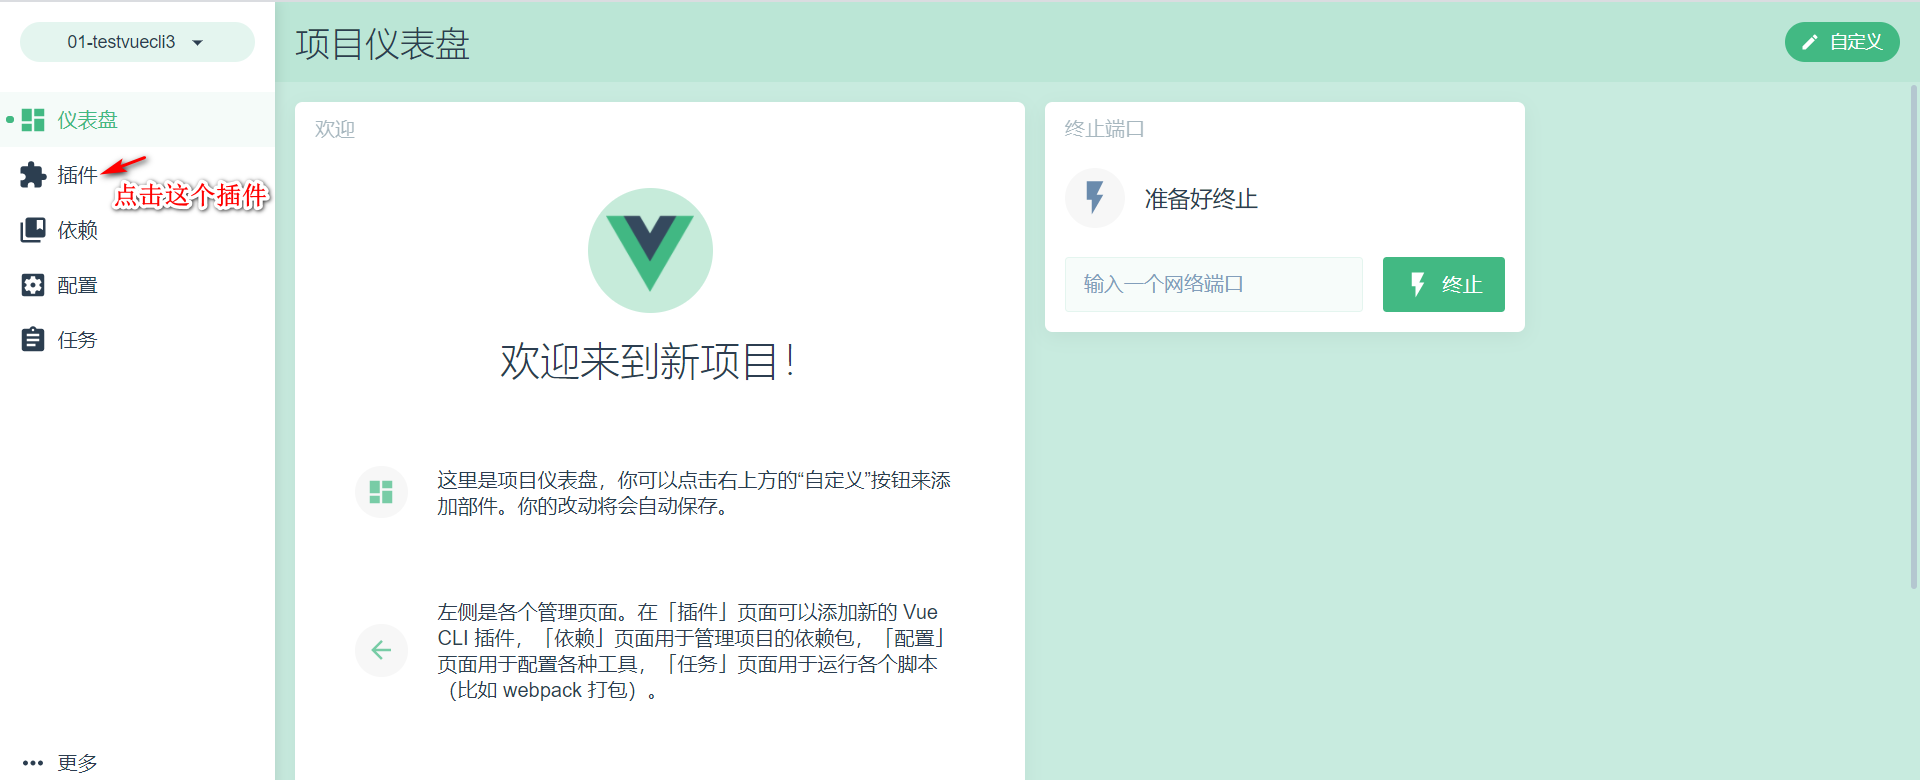 01-testvuecli3
项目仪表盘
自定义
仪表盘
插件
点击这个插件
依赖
配置
任务
更多
欢迎
欢迎来到新项目！
这里是项目仪表盘，你可以点击右上方的“自定义”按钮来添
加部件。你的改动将会自动保存。
左侧是各个管理页面。在「插件」页面可以添加新的 Vue
CLI 插件，「依赖」页面用于管理项目的依赖包，「配置」
页面用于配置各种工具，「任务」页面用于运行各个脚本
（比如 webpack 打包）。
终止端口
准备好终止
输入一个网络端口
终止